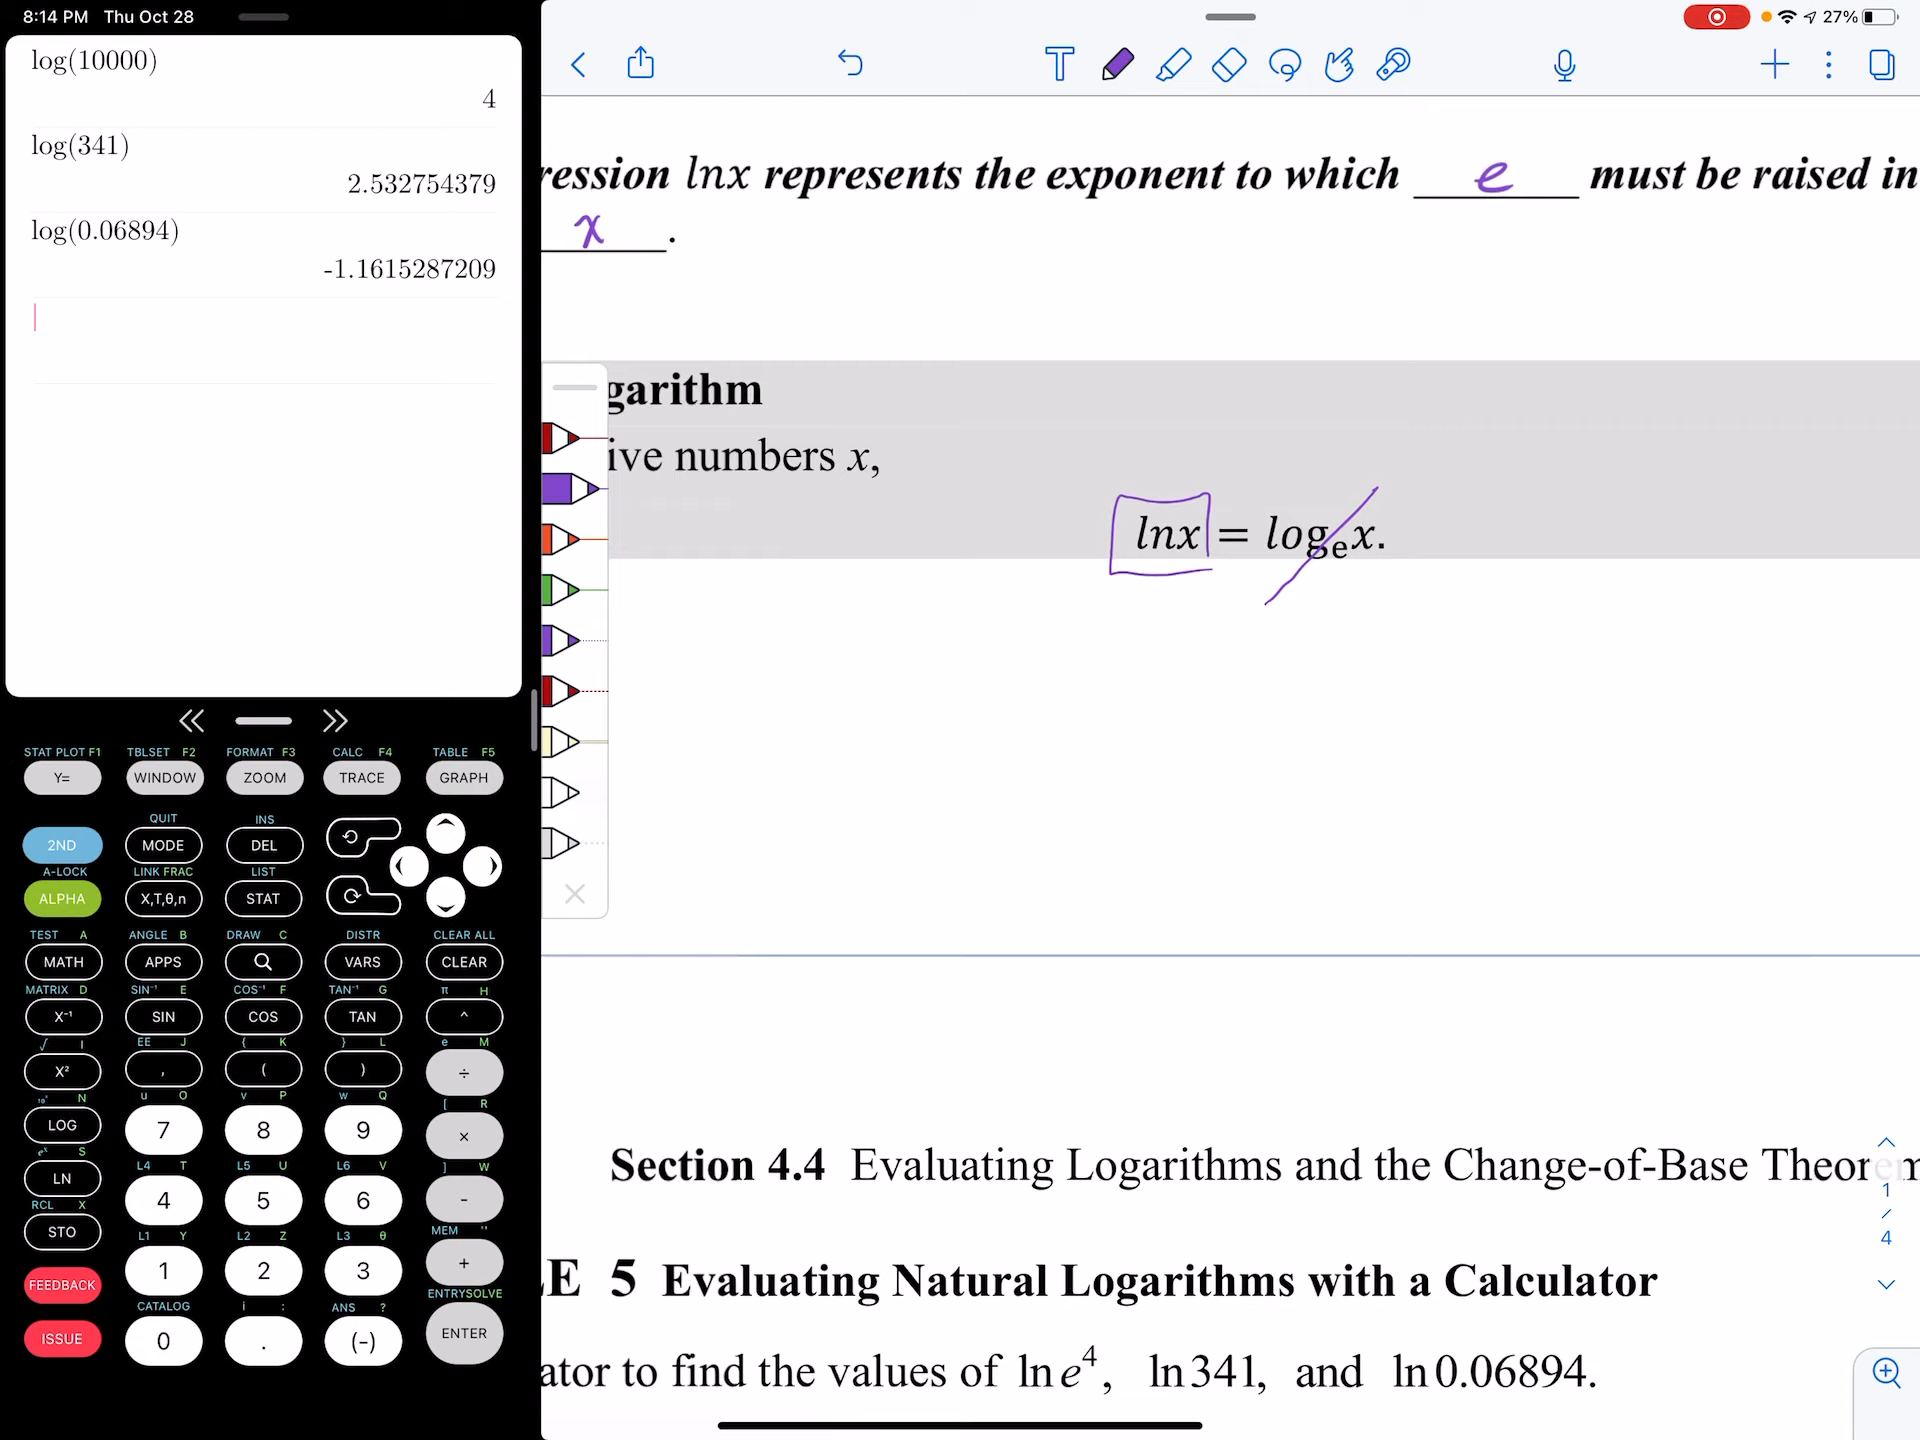 8:14 PM Thu Oct 28
27%
log(10000)
4
log(341)
2.532754379
log(0.06894)
-1.1615287209
STAT PLOT F1 TBLSET F2 FORMAT F3 CALC F4 TABLE F5
Y= WINDOW ZOOM TRACE GRAPH
QUIT INS
2ND MODE DEL
A-LOCK LINK FRAC LIST
ALPHA X,T,θ,n STAT
TEST A ANGLE B DRAW C DISTR CLEAR ALL
MATH APPS VARS CLEAR
MATRIX D SIN⁻¹ E COS⁻¹ F TAN⁻¹ G π H
X⁻¹ SIN COS TAN ^
√ I EE J { K } L e M
X² , ( ) ÷
10ˣ N u O v P w Q [ R
LOG 7 8 9 ×
eˣ S L4 T L5 U L6 V ] W
LN 4 5 6 -
RCL X L1 Y L2 Z L3 θ MEM "
STO 1 2 3 +
FEEDBACK CATALOG i : ANS ? ENTRY SOLVE
ISSUE 0 . (-) ENTER
T
ression lnx represents the exponent to which e must be raised in
x .
garithm
ive numbers x,
lnx = logₑx.
Section 4.4 Evaluating Logarithms and the Change-of-Base Theorem
1
/
4
LE 5 Evaluating Natural Logarithms with a Calculator
ator to find the values of ln e⁴, ln 341, and ln 0.06894.